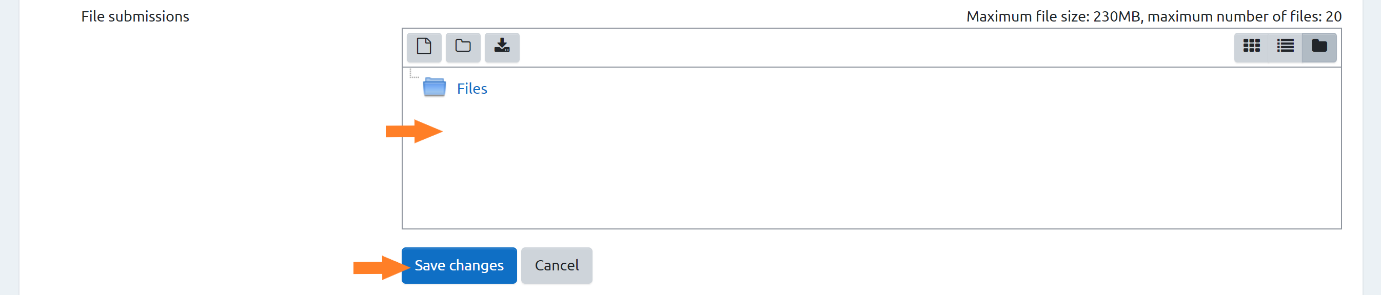 File submissions
Maximum file size: 230MB, maximum number of files: 20
Files
Save changes
Cancel